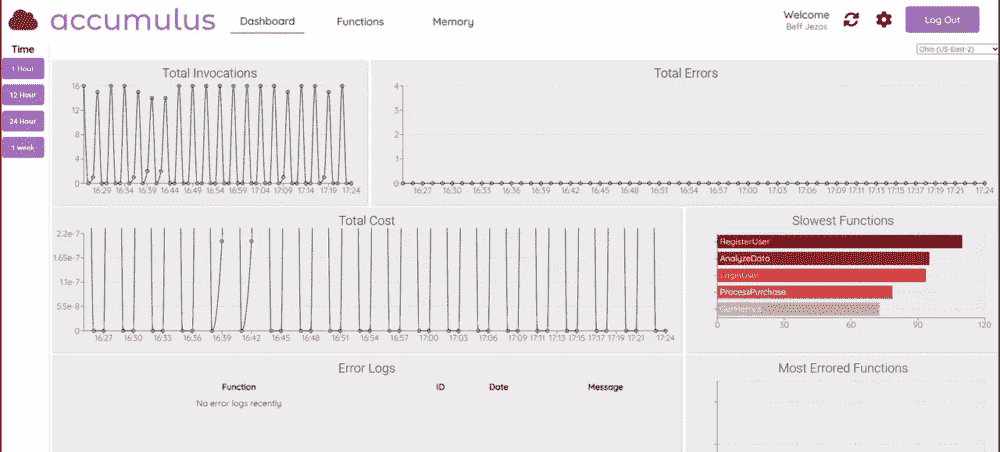 accumulus
Dashboard
Functions
Memory
Welcome
Beff Jezos
Log Out
Time
Ohio (US-East-2)
1 Hour
12 Hour
24 Hour
1 week
Total Invocations
16
12
8
4
0
16:29 16:34 16:39 16:44 16:49 16:54 16:59 17:04 17:09 17:14 17:19 17:24
Total Errors
4
3
2
1
0
16:27 16:30 16:33 16:36 16:39 16:42 16:45 16:48 16:51 16:54 16:57 17:00 17:03 17:06 17:09 17:12 17:15 17:18 17:21 17:24
Total Cost
2.2e-7
1.65e-7
1.1e-7
5.5e-8
0
16:27 16:30 16:33 16:36 16:39 16:42 16:45 16:48 16:51 16:54 16:57 17:00 17:03 17:06 17:09 17:11 17:13 17:15 17:17 17:19 17:21 17:24
Slowest Functions
RegisterUser
AnalyzeData
LoginUser
ProcessPurchase
GetMetrics
0 30 60 90 120
Error Logs
Function ID Date Message
No error logs recently
Most Errored Functions